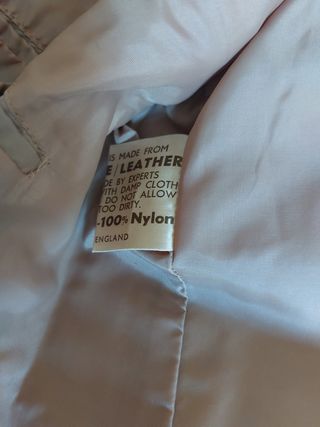 IS MADE FROM
E/LEATHER
DE BY EXPERTS
WITH DAMP CLOTH
DO NOT ALLOW
TOO DIRTY.
-100% Nylon
ENGLAND